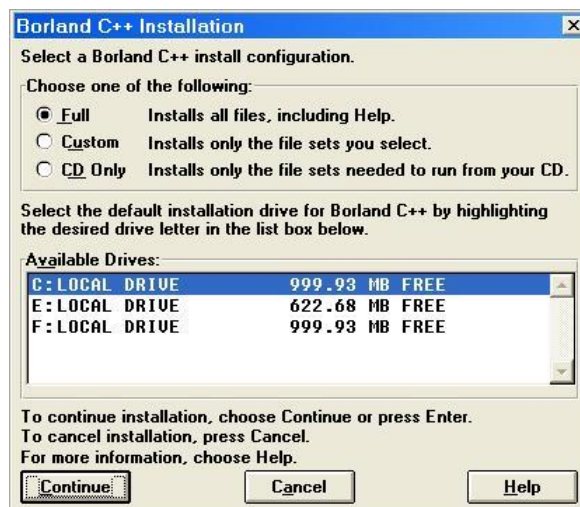 Borland C++ Installation
Select a Borland C++ install configuration.
Choose one of the following:
Full Installs all files, including Help.
Custom Installs only the file sets you select.
CD Only Installs only the file sets needed to run from your CD.
Select the default installation drive for Borland C++ by highlighting
the desired drive letter in the list box below.
Available Drives:
C:LOCAL DRIVE 999.93 MB FREE
E:LOCAL DRIVE 622.68 MB FREE
F:LOCAL DRIVE 999.93 MB FREE
To continue installation, choose Continue or press Enter.
To cancel installation, press Cancel.
For more information, choose Help.
Continue Cancel Help